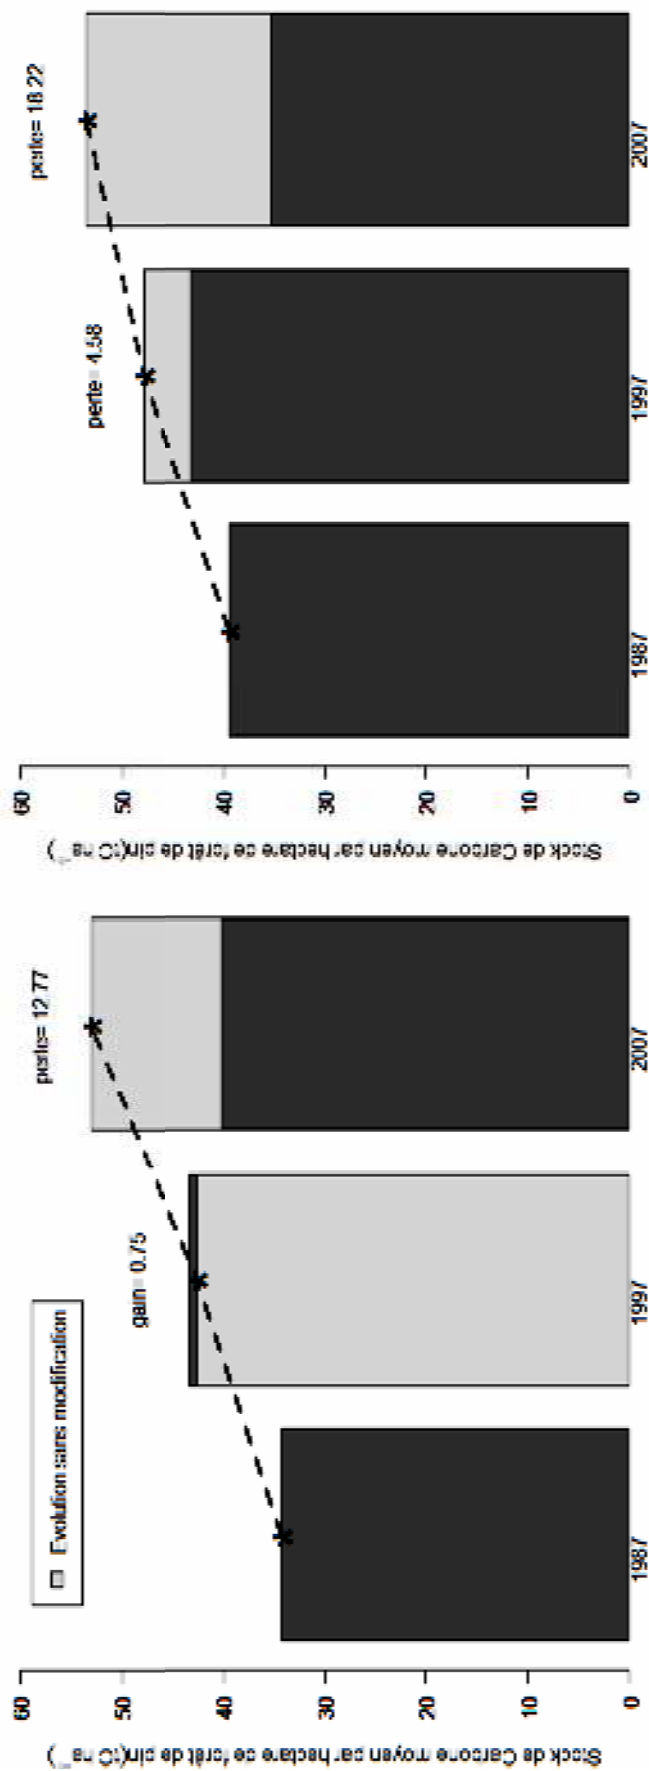 Stock de Carbone moyen par hectare de forêt de pin(tC ha⁻¹)
0
10
20
30
40
50
60
Evolution sans modification
gain= 0.75
perte= 12.77
1987
1997
2007
Stock de Carbone moyen par hectare de forêt de pin(tC ha⁻¹)
0
10
20
30
40
50
60
perte= 4.58
perte= 18.22
1987
1997
2007